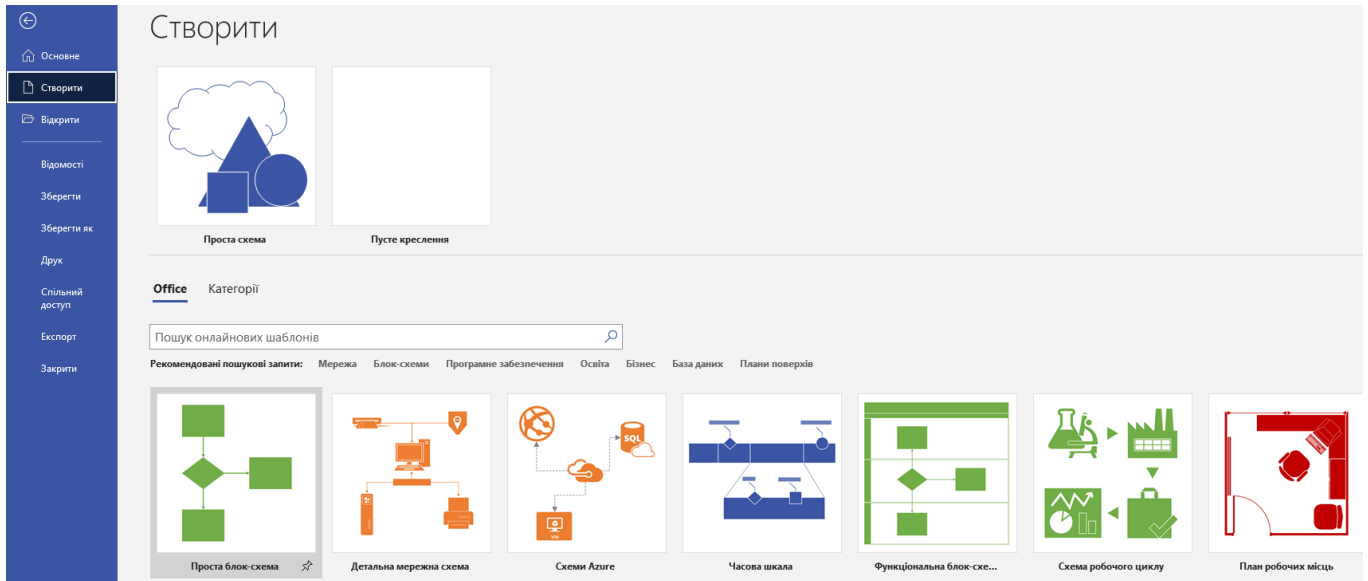 Створити
Основне
Створити
Відкрити
Відомості
Зберегти
Зберегти як
Друк
Спільний
доступ
Експорт
Закрити
Проста схема
Пусте креслення
Office Категорії
Пошук онлайнових шаблонів
Рекомендовані пошукові запити: Мережа Блок-схеми Програмне забезпечення Освіта Бізнес База даних Плани поверхів
SQL
VM
Проста блок-схема
Детальна мережна схема
Схеми Azure
Часова шкала
Функціональна блок-схе...
Схема робочого циклу
План робочих місць